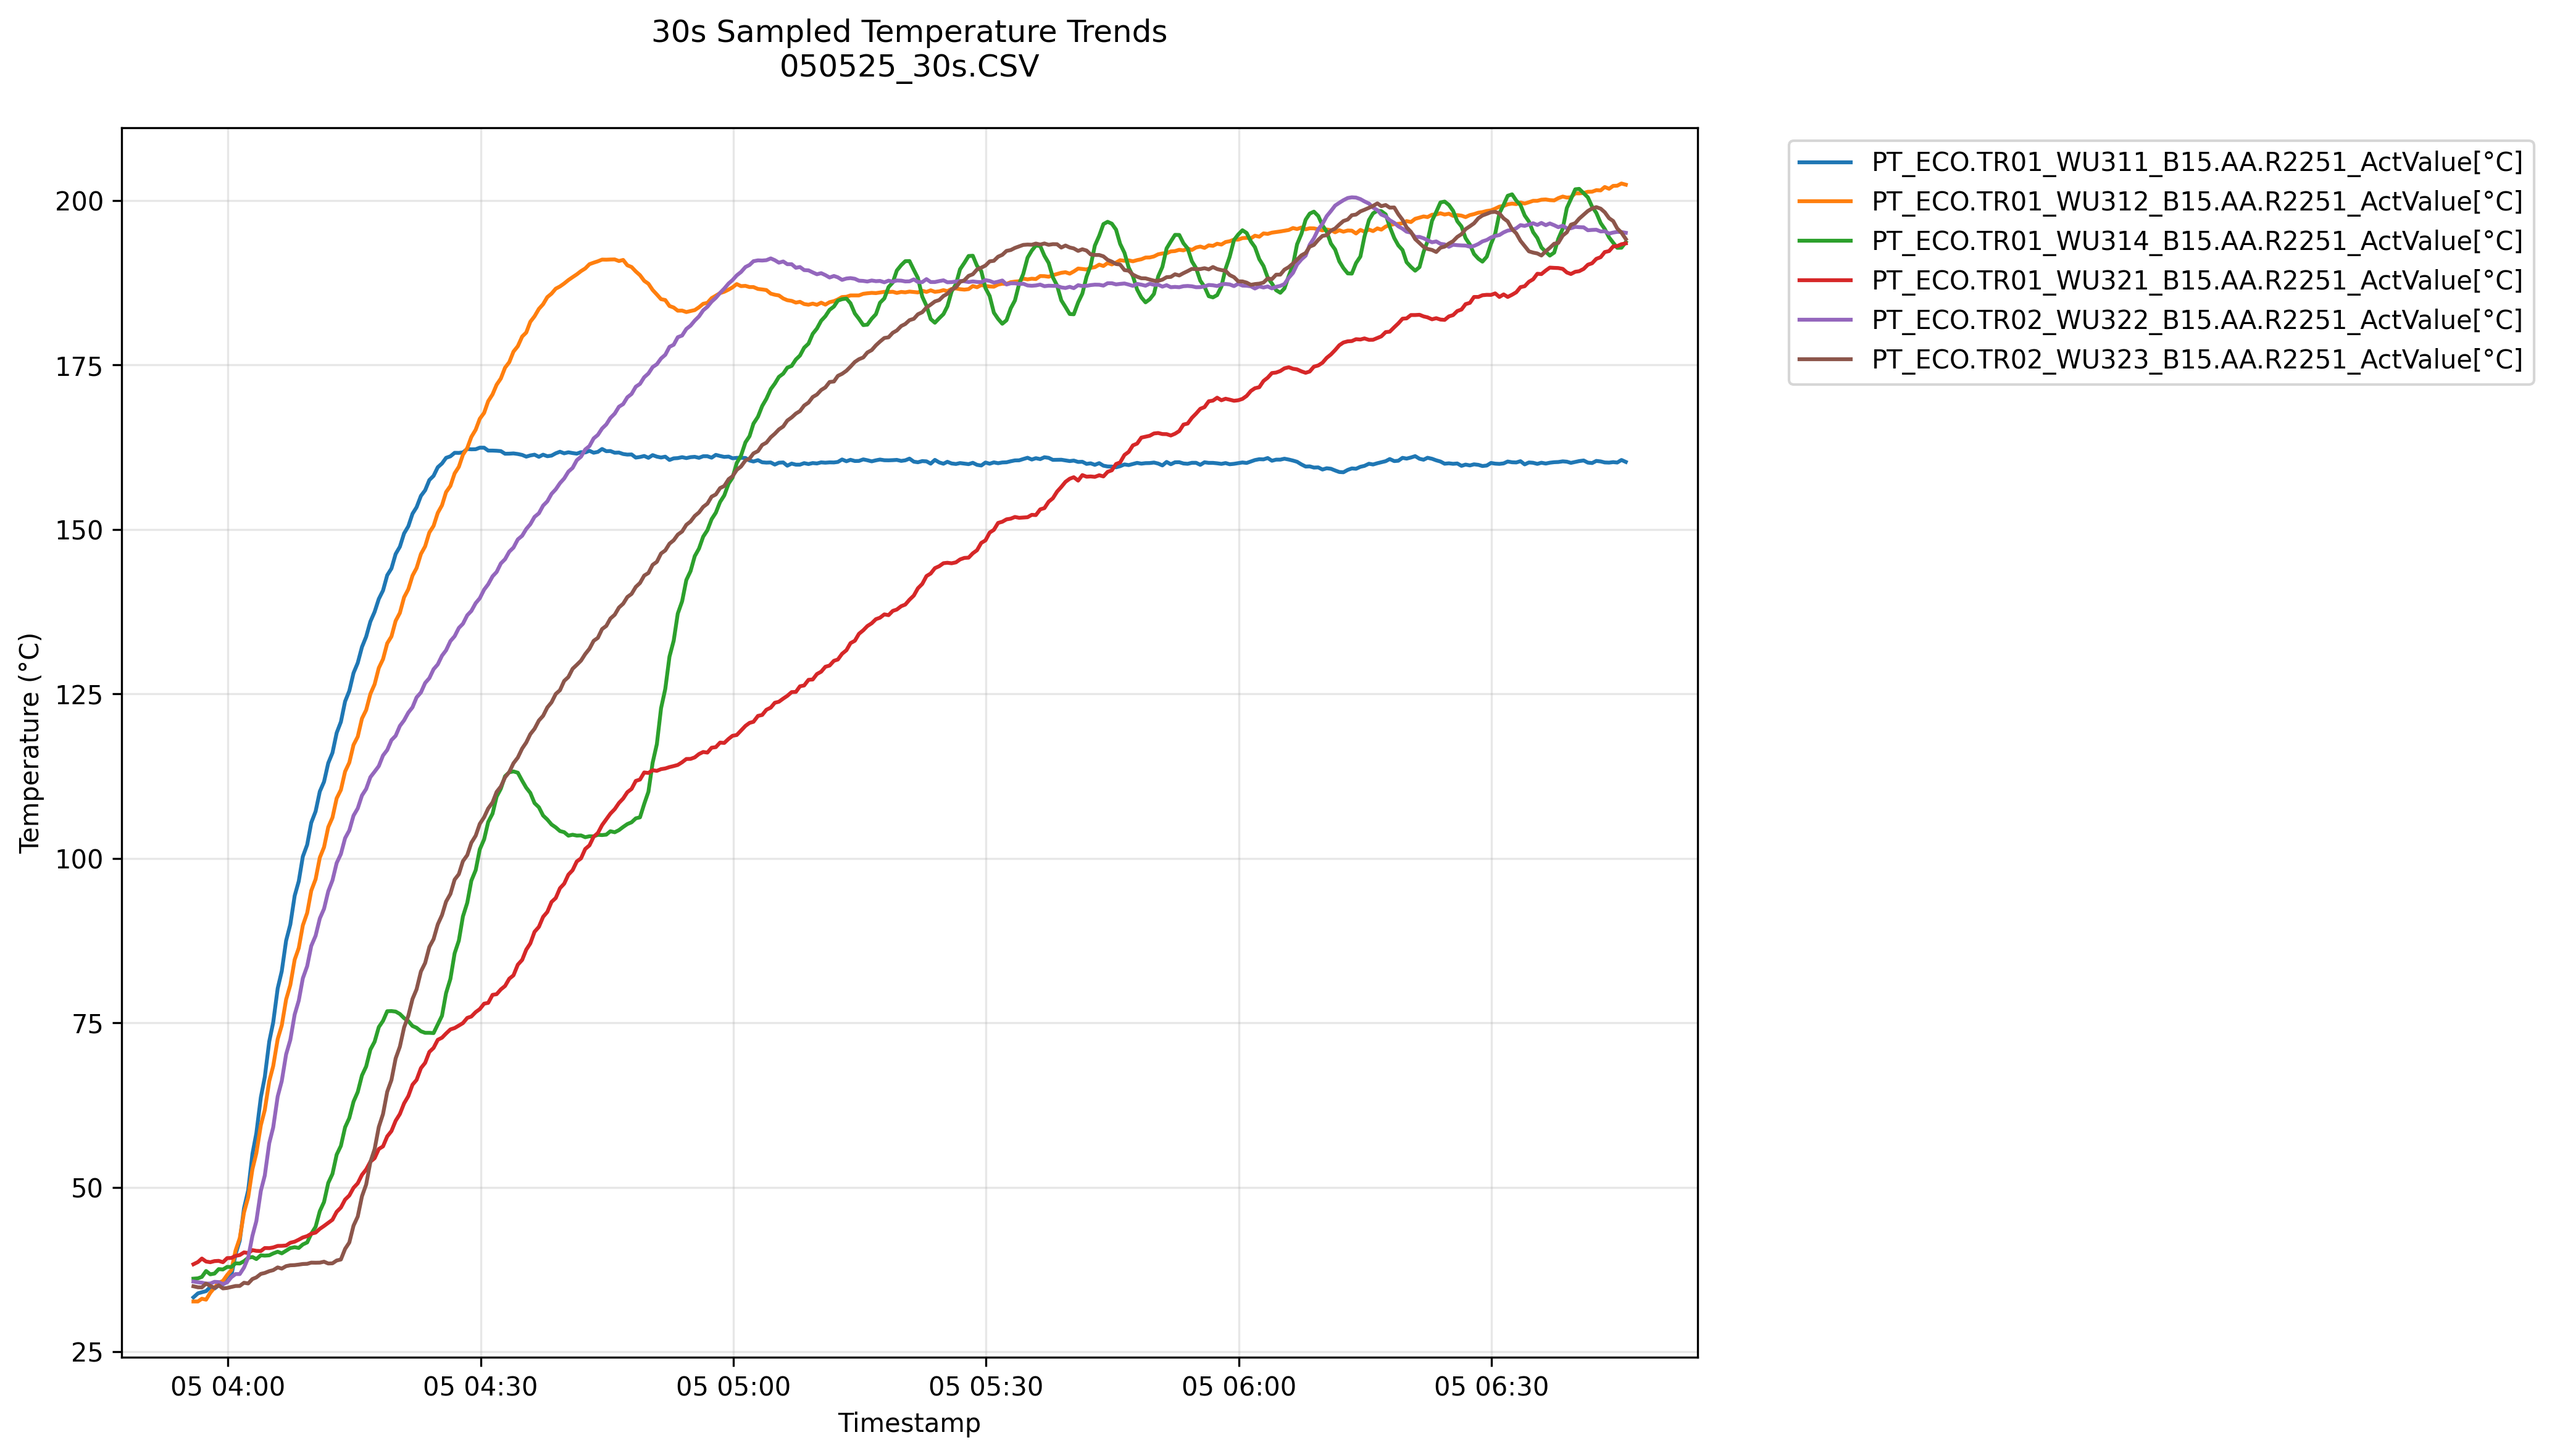 30s Sampled Temperature Trends
050525_30s.CSV
PT_ECO.TR01_WU311_B15.AA.R2251_ActValue[°C]
PT_ECO.TR01_WU312_B15.AA.R2251_ActValue[°C]
PT_ECO.TR01_WU314_B15.AA.R2251_ActValue[°C]
PT_ECO.TR01_WU321_B15.AA.R2251_ActValue[°C]
PT_ECO.TR02_WU322_B15.AA.R2251_ActValue[°C]
PT_ECO.TR02_WU323_B15.AA.R2251_ActValue[°C]
Temperature (°C)
200
175
150
125
100
75
50
25
05 04:00 05 04:30 05 05:00 05 05:30 05 06:00 05 06:30
Timestamp